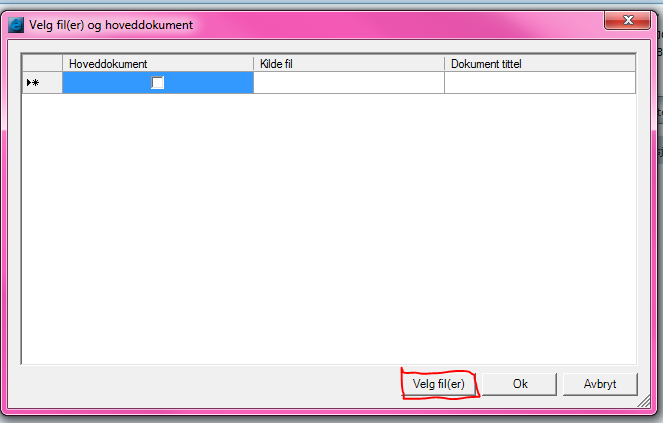 Velg fil(er) og hoveddokument
Hoveddokument Kilde fil Dokument tittel
Velg fil(er) Ok Avbryt